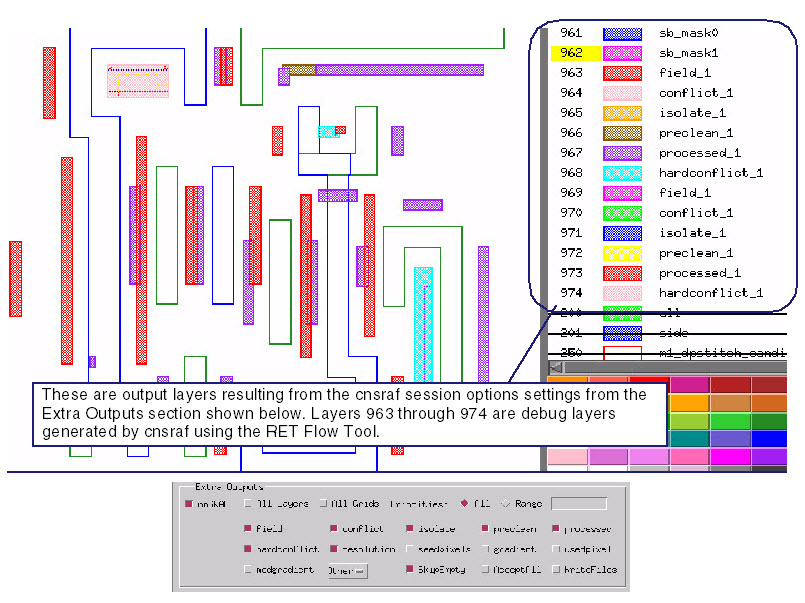 961 sb_mask0
962 sb_mask1
963 field_1
964 conflict_1
965 isolate_1
966 preclean_1
967 processed_1
968 hardconflict_1
969 field_1
970 conflict_1
971 isolate_1
972 preclean_1
973 processed_1
974 hardconflict_1
200 all
201 side
250 m1_dpstitch_candi
These are output layers resulting from the cnsraf session options settings from the
Extra Outputs section shown below. Layers 963 through 974 are debug layers
generated by cnsraf using the RET Flow Tool.
Extra Outputs
All Layers All Grids Priorities: All Range
field conflict isolate preclean processed
hardconflict resolution seedpixels gradient usedpixel
medgradient Other SkipEmpty AcceptAll WriteFiles